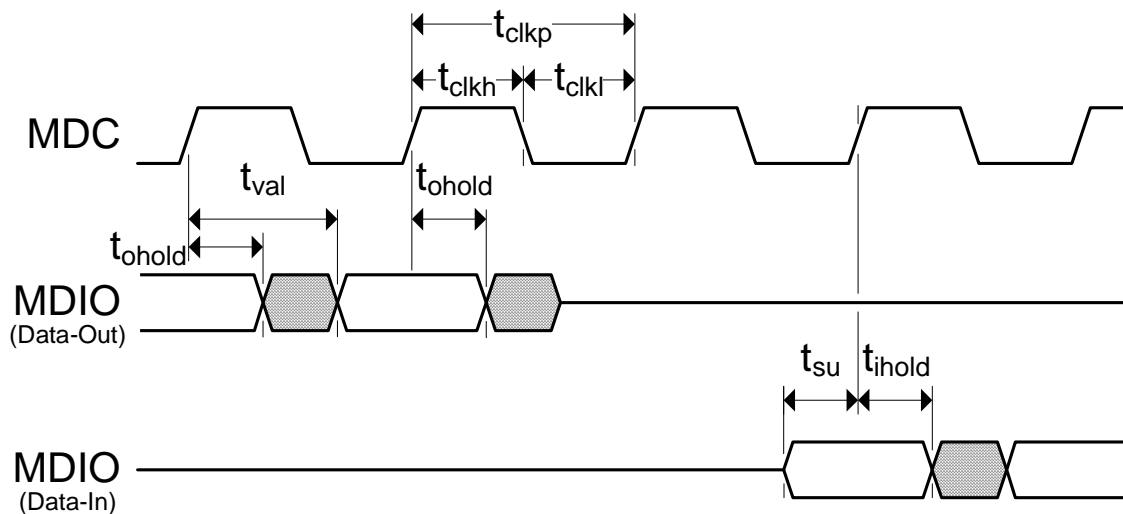 tclkp
tclkh
tclkl
MDC
tval
tohold
tohold
MDIO
(Data-Out)
tsu
tihold
MDIO
(Data-In)